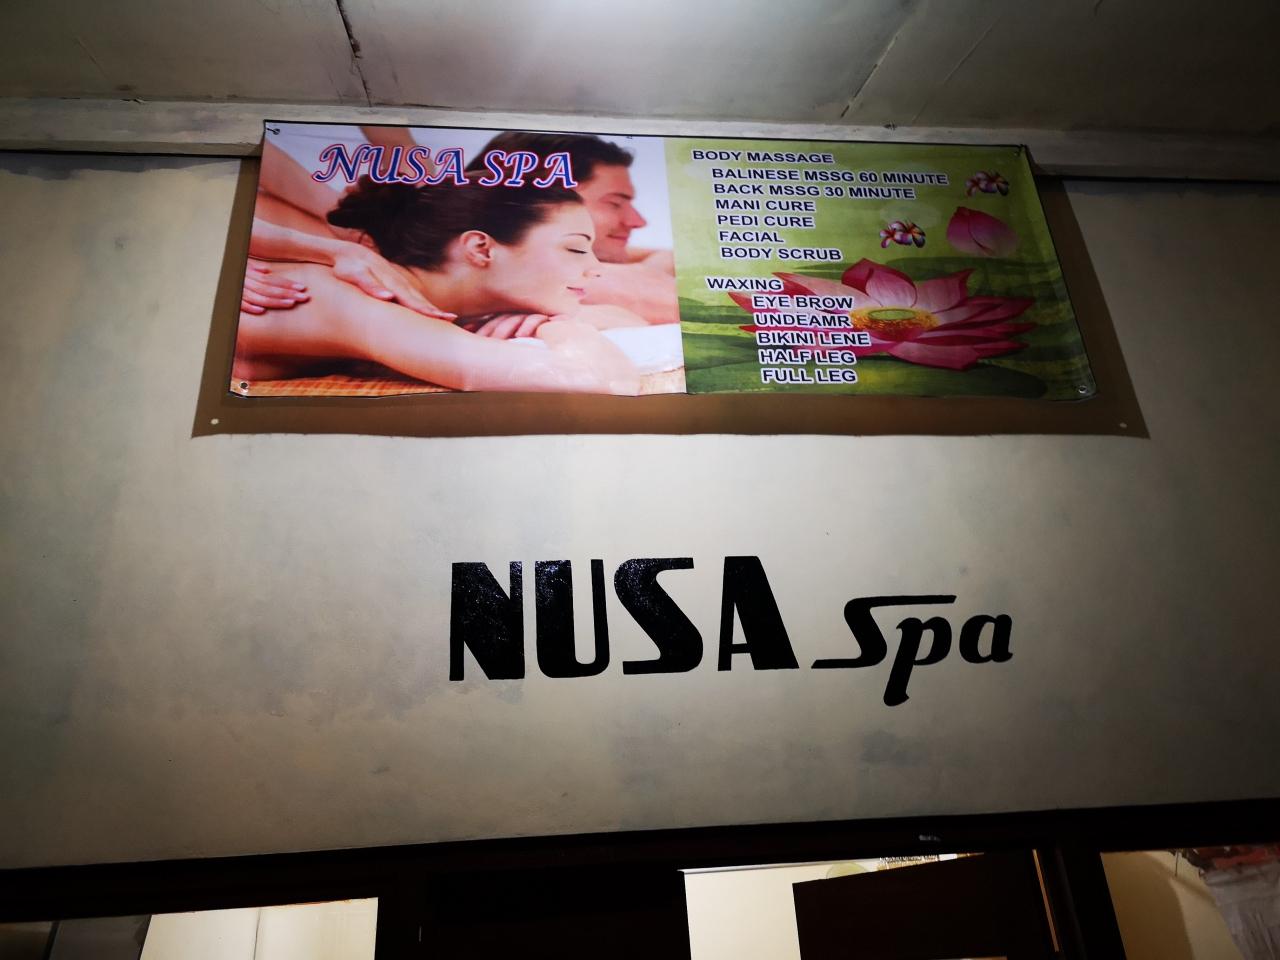 NUSA SPA
BODY MASSAGE
BALINESE MSSG 60 MINUTE
BACK MSSG 30 MINUTE
MANI CURE
PEDI CURE
FACIAL
BODY SCRUB
WAXING
EYE BROW
UNDEAMR
BIKINI LENE
HALF LEG
FULL LEG
NUSA Spa